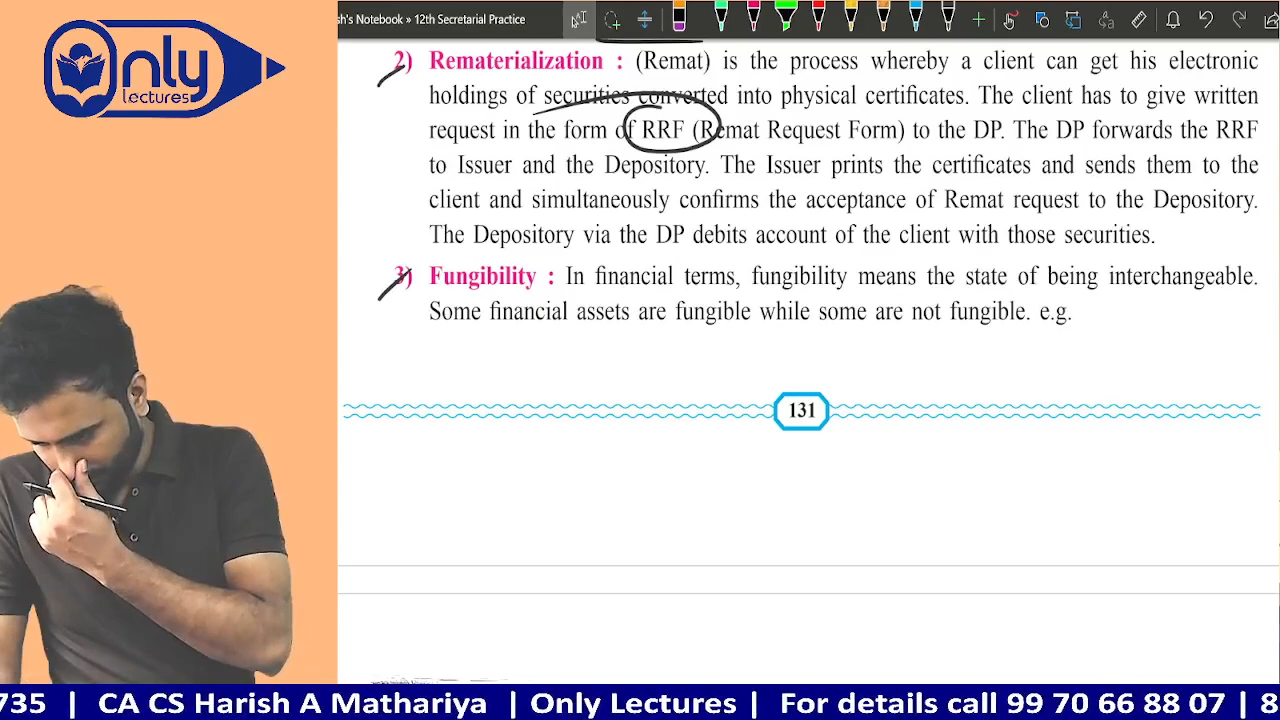 Only
lectures
sh's Notebook » 12th Secretarial Practice
2) Rematerialization : (Remat) is the process whereby a client can get his electronic
holdings of securities converted into physical certificates. The client has to give written
request in the form of RRF (Remat Request Form) to the DP. The DP forwards the RRF
to Issuer and the Depository. The Issuer prints the certificates and sends them to the
client and simultaneously confirms the acceptance of Remat request to the Depository.
The Depository via the DP debits account of the client with those securities.
3) Fungibility : In financial terms, fungibility means the state of being interchangeable.
Some financial assets are fungible while some are not fungible. e.g.
131
735 | CA CS Harish A Mathariya | Only Lectures | For details call 99 70 66 88 07 | 8